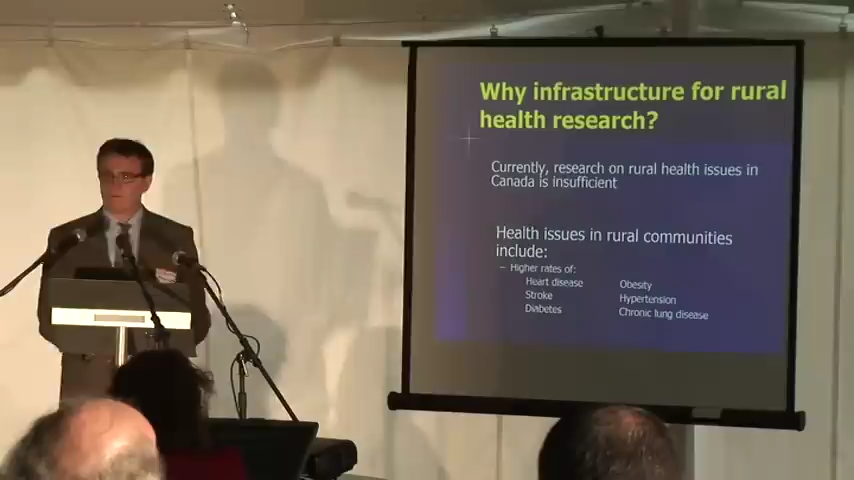 Why infrastructure for rural
health research?
Currently, research on rural health issues in
Canada is insufficient
Health issues in rural communities
include:
– Higher rates of:
Heart disease Obesity
Stroke Hypertension
Diabetes Chronic lung disease